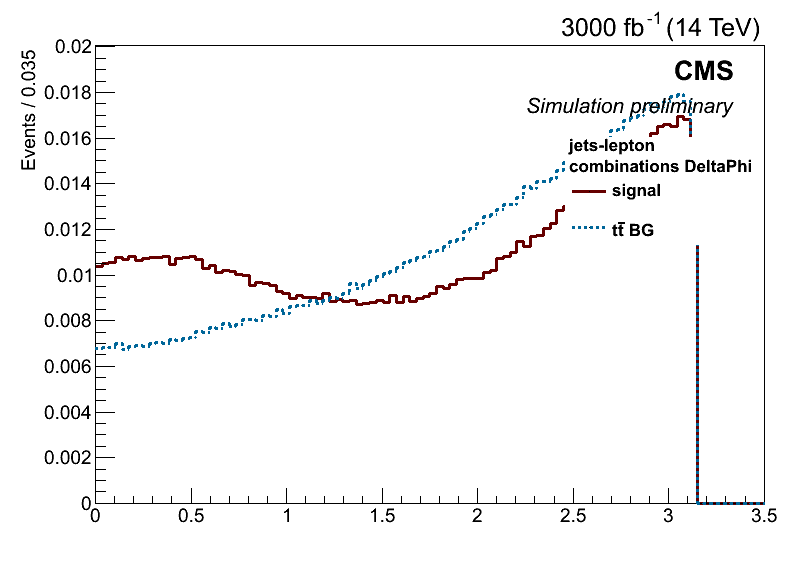 3000 fb⁻¹ (14 TeV)
CMS
Simulation preliminary
jets-lepton
combinations DeltaPhi
signal
tt̄ BG
Events / 0.035
0.02
0.018
0.016
0.014
0.012
0.01
0.008
0.006
0.004
0.002
0
0 0.5 1 1.5 2 2.5 3 3.5